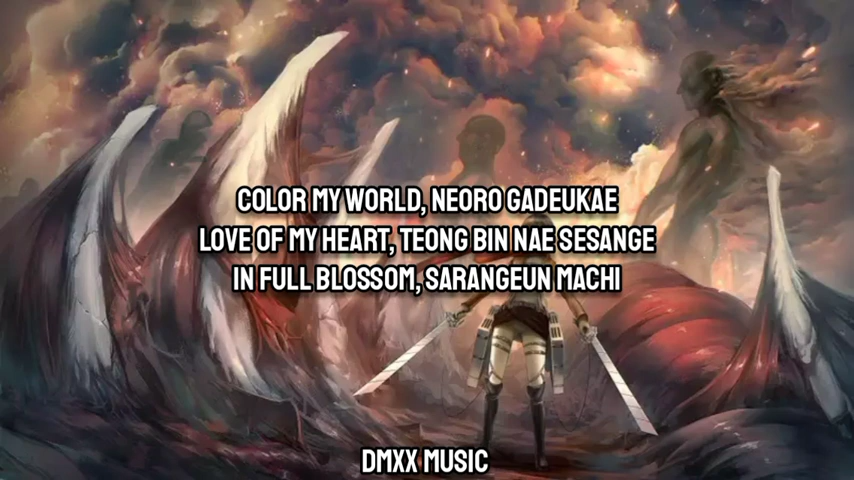 COLOR MY WORLD, NEORO GADEUKAE
LOVE OF MY HEART, TEONG BIN NAE SESANGE
IN FULL BLOSSOM, SARANGEUN MACHI
DMXX MUSIC